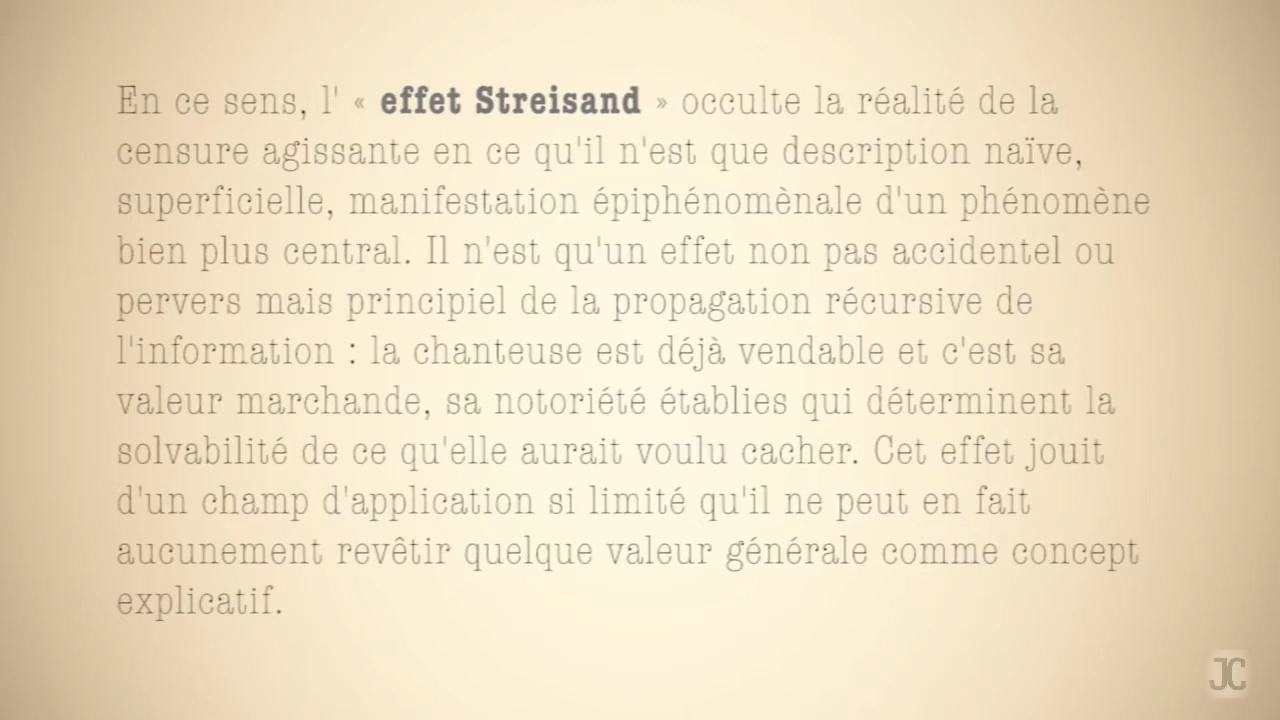 En ce sens, l' « effet Streisand » occulte la réalité de la
censure agissante en ce qu'il n'est que description naïve,
superficielle, manifestation épiphénomènale d'un phénomène
bien plus central. Il n'est qu'un effet non pas accidentel ou
pervers mais principiel de la propagation récursive de
l'information : la chanteuse est déjà vendable et c'est sa
valeur marchande, sa notoriété établies qui déterminent la
solvabilité de ce qu'elle aurait voulu cacher. Cet effet jouit
d'un champ d'application si limité qu'il ne peut en fait
aucunement revêtir quelque valeur générale comme concept
explicatif.
JC